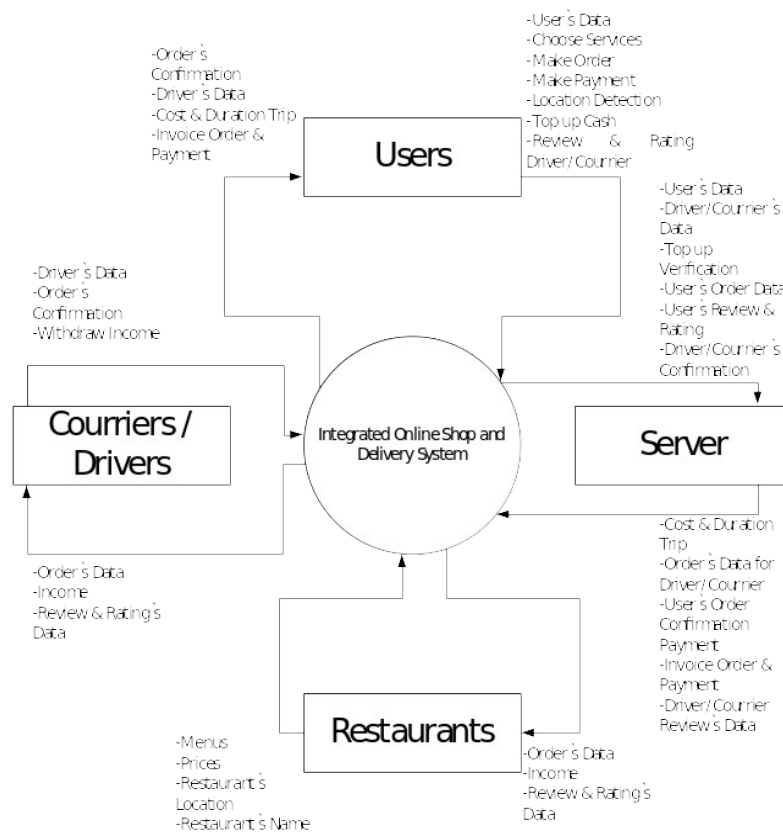 -Order`s
Confirmation
-Driver`s Data
-Cost & Duration Trip
-Invoice Order &
Payment
-User`s Data
-Choose Services
-Make Order
-Make Payment
-Location Detection
-Top up Cash
-Review & Rating
Driver/Courrier
Users
-User`s Data
-Driver/Courrier`s
Data
-Top up
Verification
-User`s Order Data
-User`s Review &
Rating
-Driver/Courrier`s
Confirmation
-Driver`s Data
-Order`s
Confirmation
-Withdraw Income
Courriers /
Drivers
Integrated Online Shop and
Delivery System
Server
-Order`s Data
-Income
-Review & Rating`s
Data
-Cost & Duration
Trip
-Order`s Data for
Driver/Courrier
-User`s Order
Confirmation
Payment
-Invoice Order &
Payment
-Driver/Courrier
Review`s Data
Restaurants
-Menus
-Prices
-Restaurant`s
Location
-Restaurant`s Name
-Order`s Data
-Income
-Review & Rating`s
Data